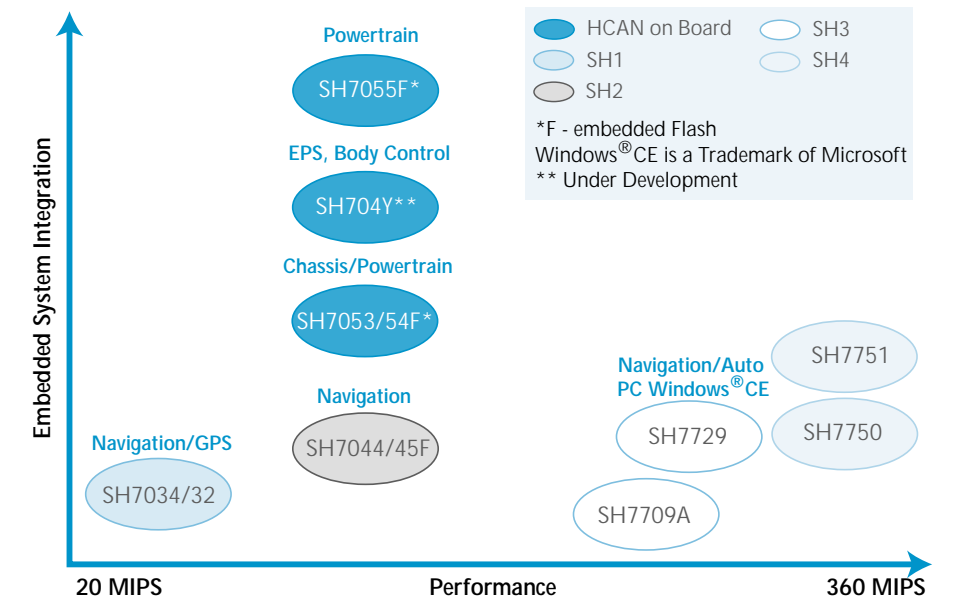 Powertrain
SH7055F*
EPS, Body Control
SH704Y**
Chassis/Powertrain
SH7053/54F*
Navigation
SH7044/45F
Navigation/GPS
SH7034/32
Navigation/Auto
PC Windows®CE
SH7729
SH7709A
SH7751
SH7750
HCAN on Board
SH1
SH2
SH3
SH4
*F - embedded Flash
Windows®CE is a Trademark of Microsoft
** Under Development
Embedded System Integration
20 MIPS
Performance
360 MIPS